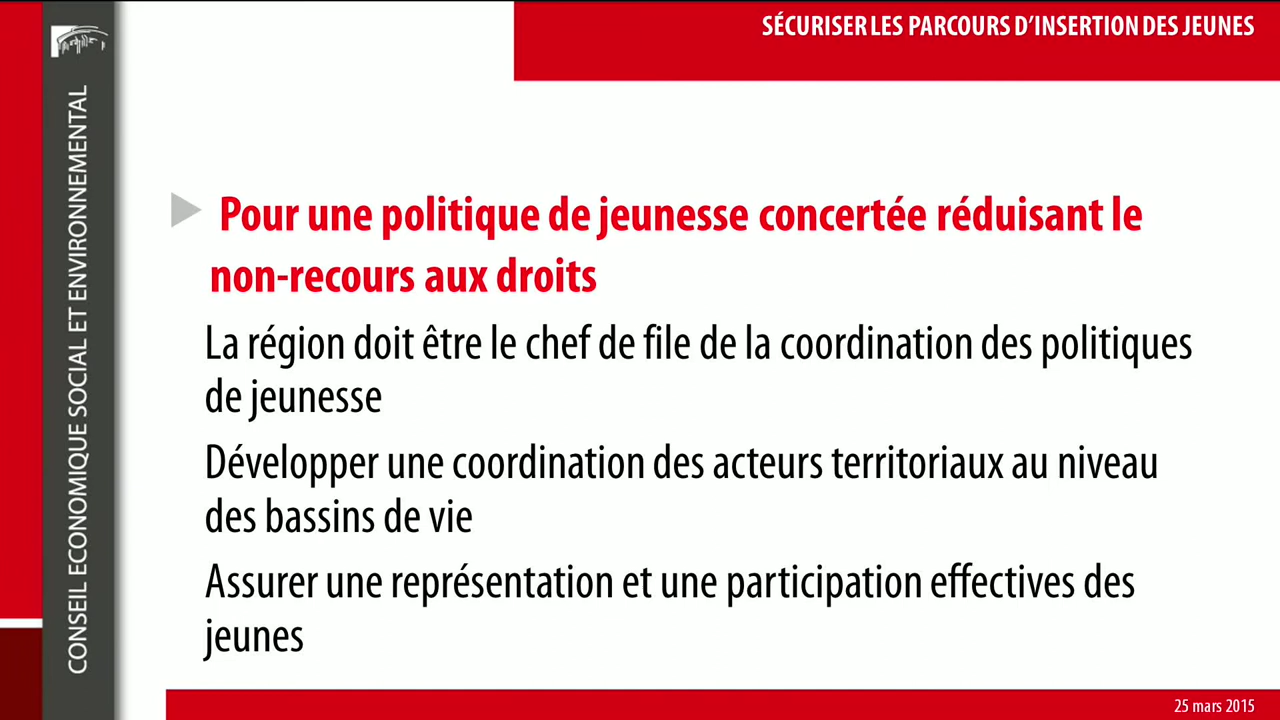 SÉCURISER LES PARCOURS D'INSERTION DES JEUNES
CONSEIL ECONOMIQUE SOCIAL ET ENVIRONNEMENTAL
Pour une politique de jeunesse concertée réduisant le
non-recours aux droits
La région doit être le chef de file de la coordination des politiques
de jeunesse
Développer une coordination des acteurs territoriaux au niveau
des bassins de vie
Assurer une représentation et une participation effectives des
jeunes
25 mars 2015